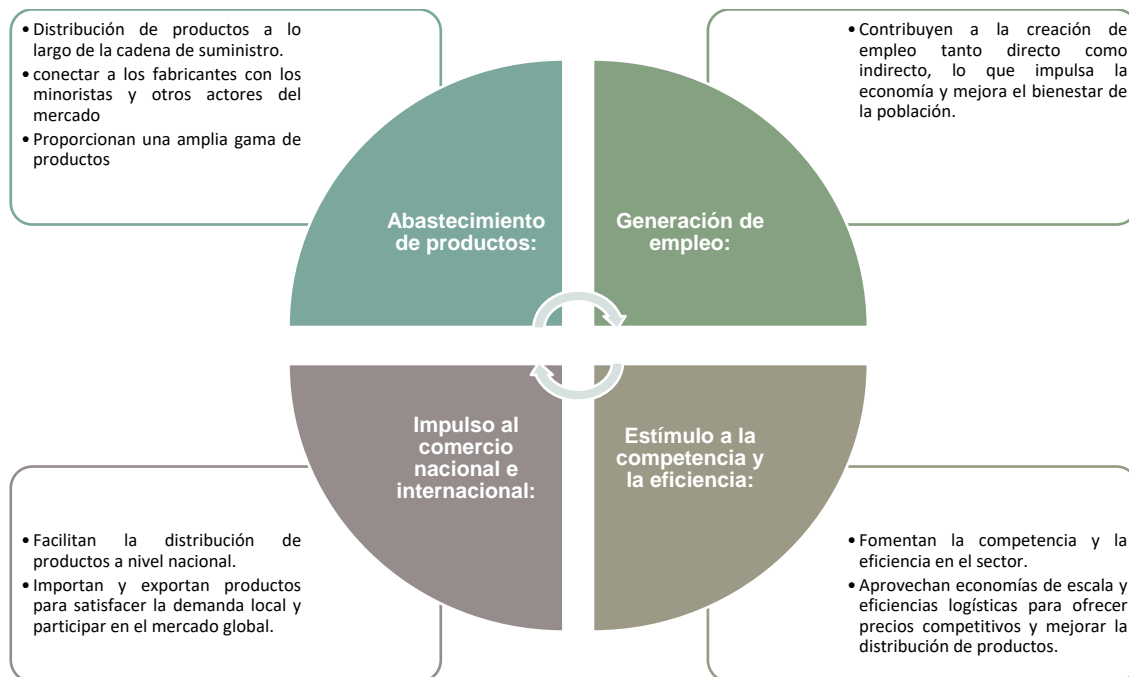 • Distribución de productos a lo
largo de la cadena de suministro.
• conectar a los fabricantes con los
minoristas y otros actores del
mercado
• Proporcionan una amplia gama de
productos
• Contribuyen a la creación de
empleo tanto directo como
indirecto, lo que impulsa la
economía y mejora el bienestar de
la población.
Abastecimiento
de productos:
Generación de
empleo:
Impulso al
comercio
nacional e
internacional:
Estímulo a la
competencia y
la eficiencia:
• Facilitan la distribución de
productos a nivel nacional.
• Importan y exportan productos
para satisfacer la demanda local y
participar en el mercado global.
• Fomentan la competencia y la
eficiencia en el sector.
• Aprovechan economías de escala y
eficiencias logísticas para ofrecer
precios competitivos y mejorar la
distribución de productos.